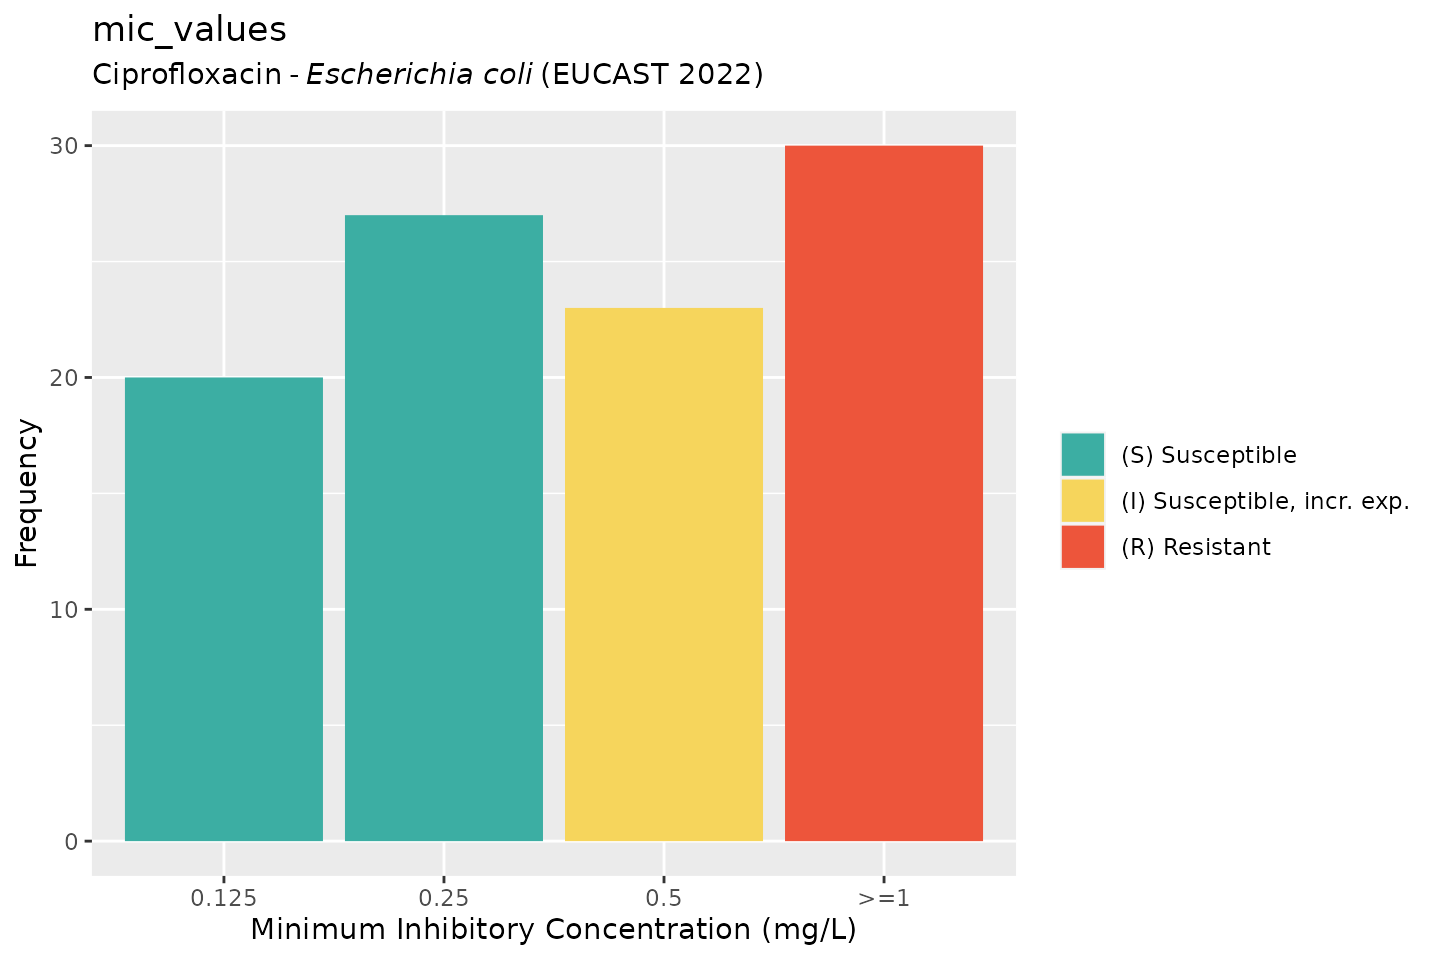 mic_values
Ciprofloxacin - Escherichia coli (EUCAST 2022)
Frequency
30
20
10
0
0.125
0.25
0.5
>=1
Minimum Inhibitory Concentration (mg/L)
(S) Susceptible
(I) Susceptible, incr. exp.
(R) Resistant